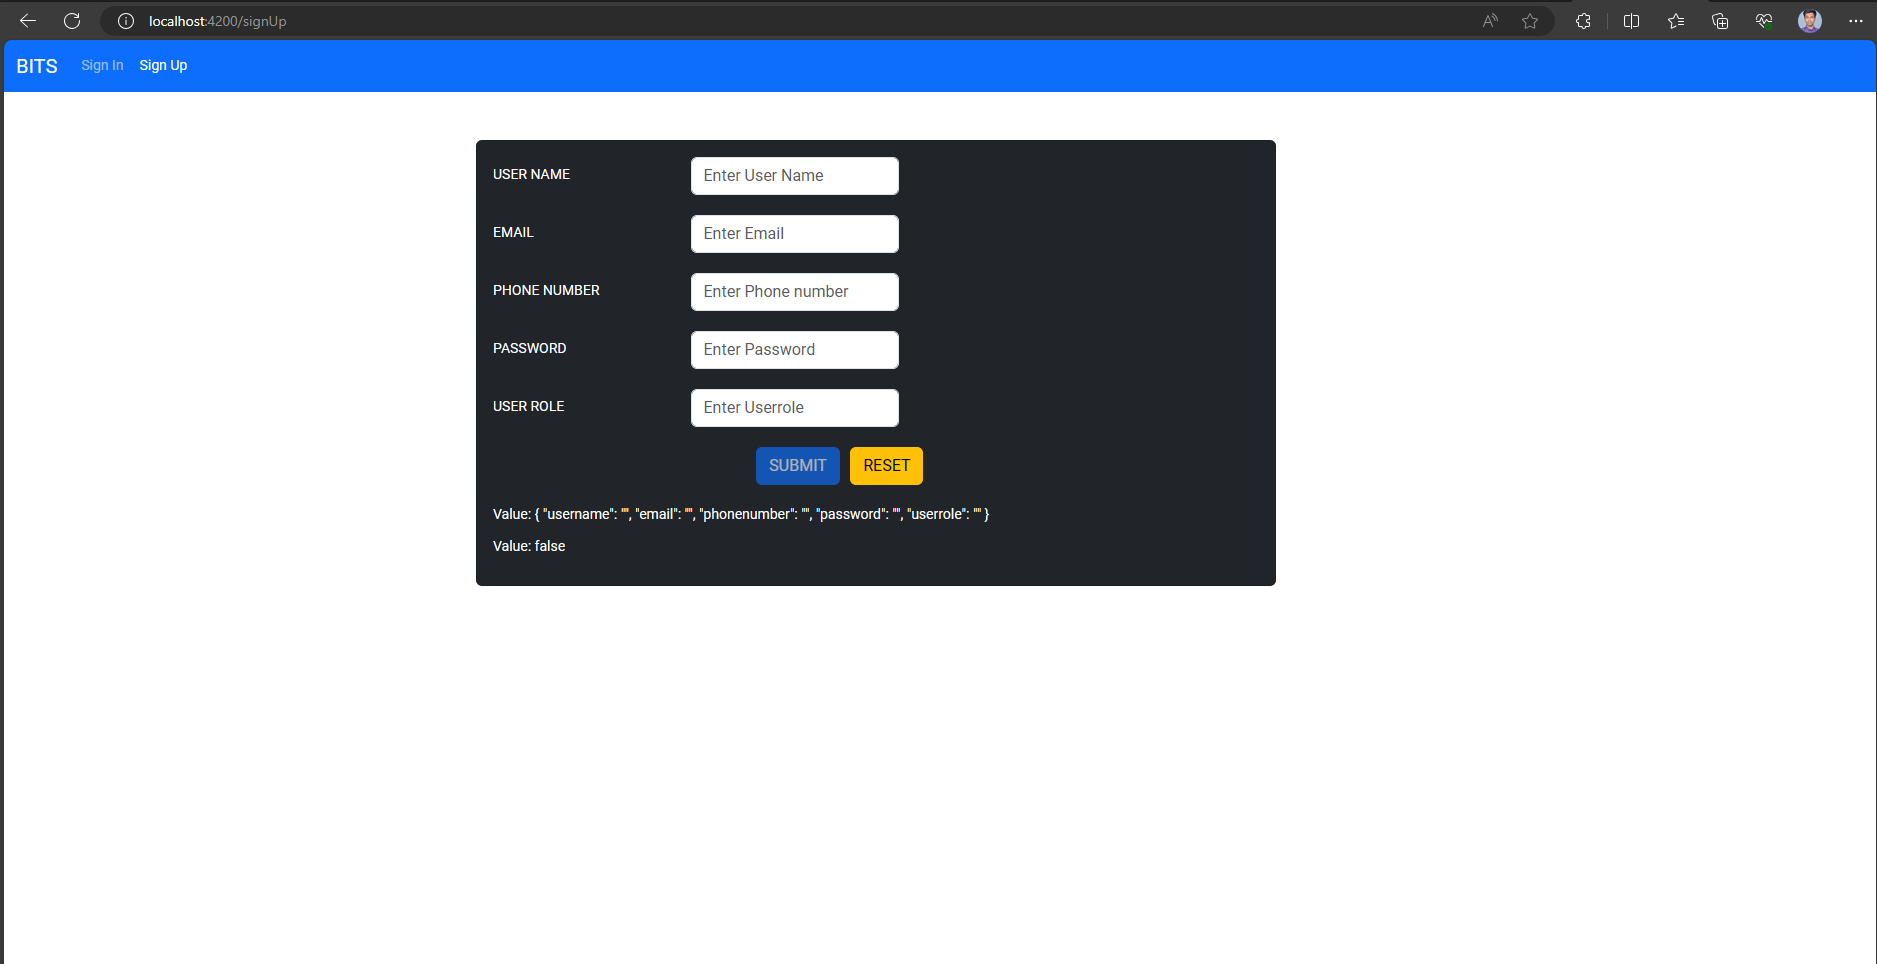 localhost:4200/signUp
BITS Sign In Sign Up
USER NAME Enter User Name
EMAIL Enter Email
PHONE NUMBER Enter Phone number
PASSWORD Enter Password
USER ROLE Enter Userrole
SUBMIT RESET
Value: { "username": "", "email": "", "phonenumber": "", "password": "", "userrole": "" }
Value: false